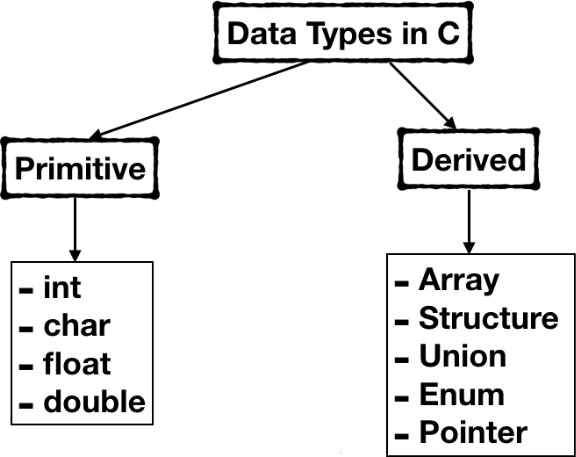 Data Types in C
Primitive
Derived
- int
- char
- float
- double
- Array
- Structure
- Union
- Enum
- Pointer